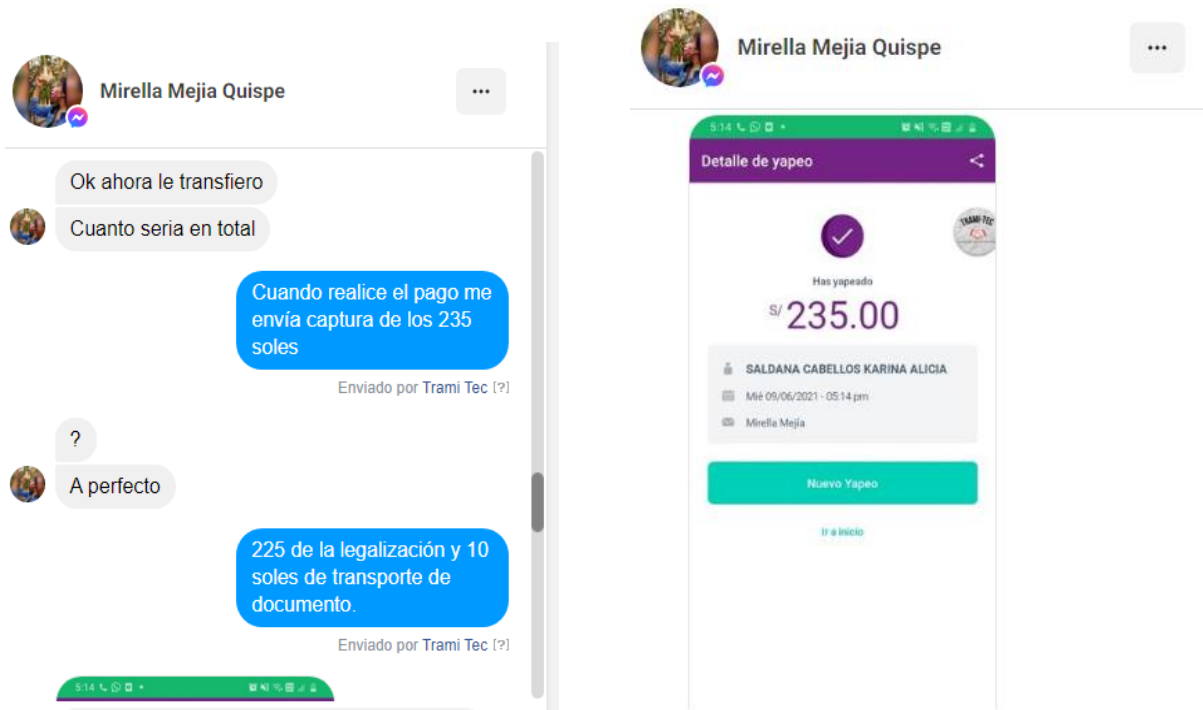 Mirella Mejia Quispe
Ok ahora le transfiero
Cuanto seria en total
Cuando realice el pago me
envía captura de los 235
soles
Enviado por Trami Tec [?]
?
A perfecto
225 de la legalización y 10
soles de transporte de
documento.
Enviado por Trami Tec [?]
5:14
Mirella Mejia Quispe
5:14
Detalle de yapeo
TRAMI-TEC
Has yapeado
S/ 235.00
SALDANA CABELLOS KARINA ALICIA
Mié 09/06/2021 - 05:14 pm
Mirella Mejía
Nuevo Yapeo
Ir a inicio